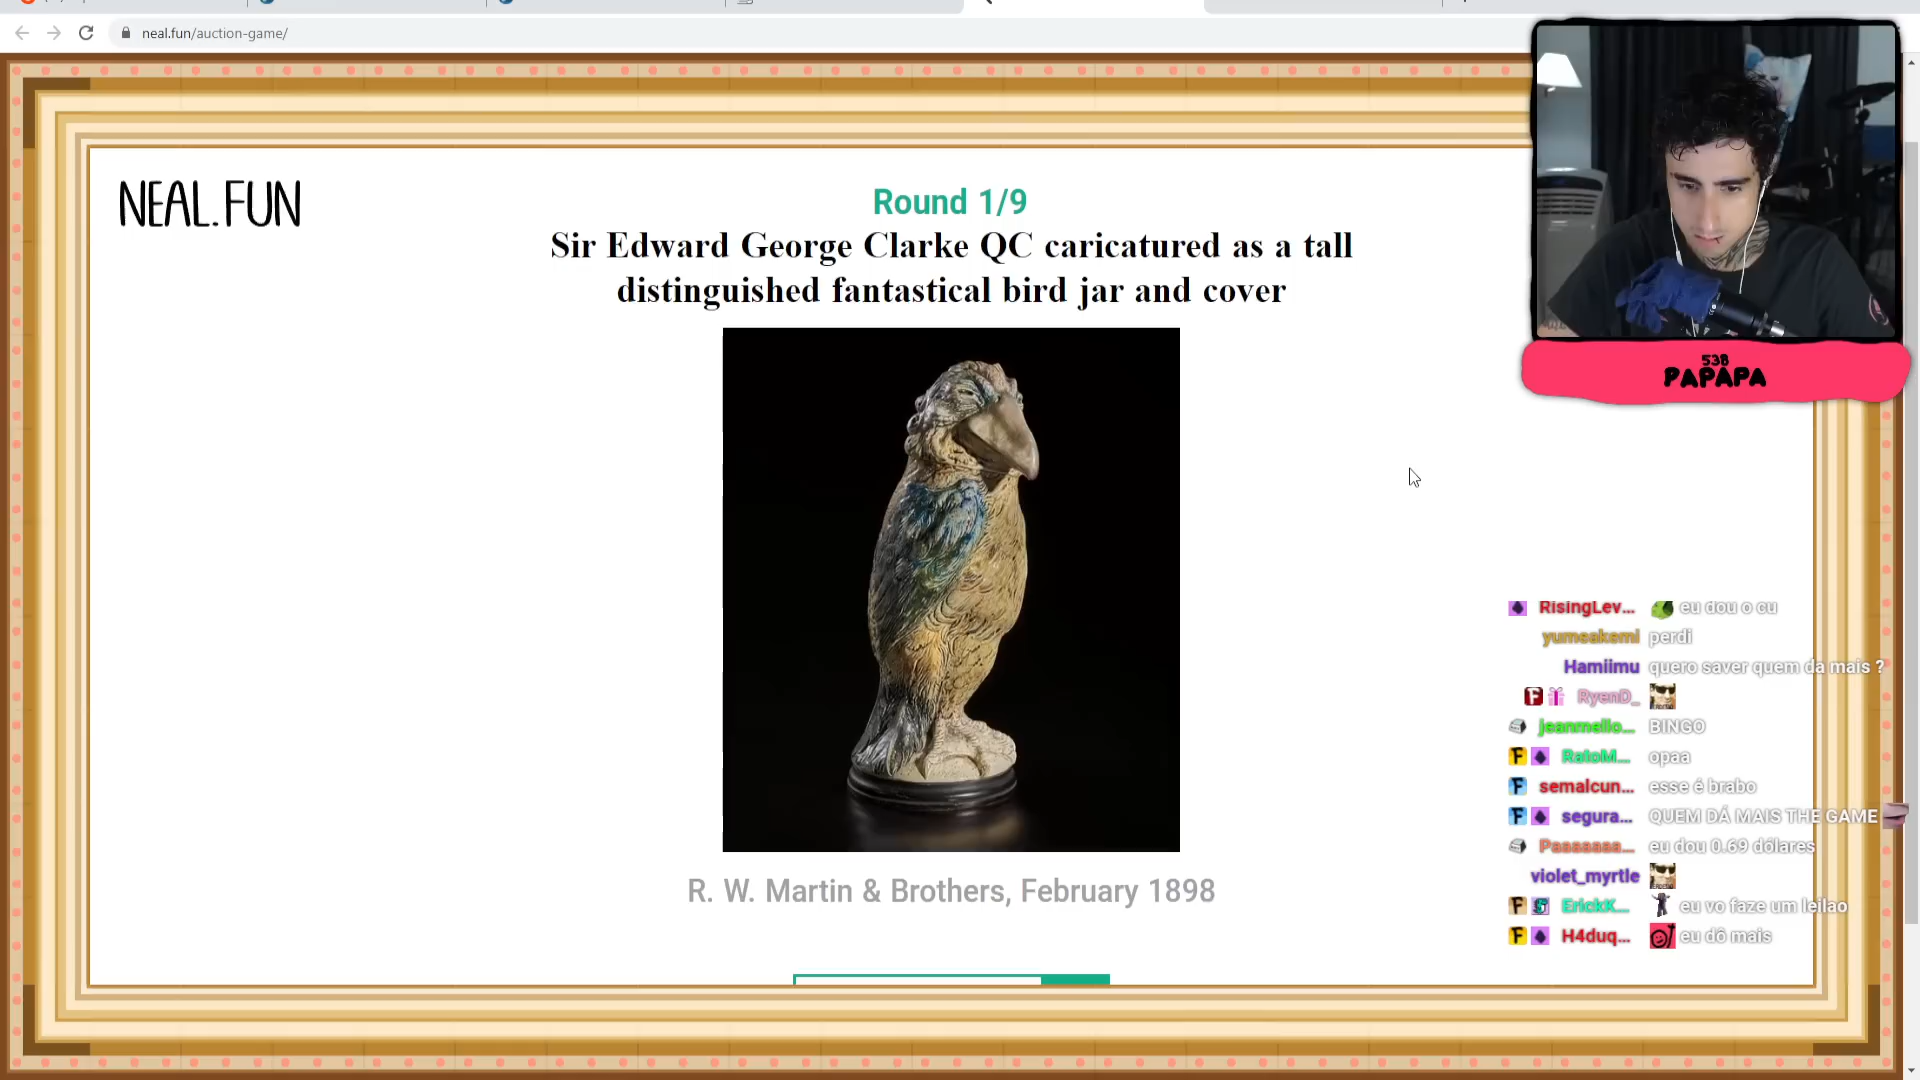 neal.fun/auction-game/
NEAL.FUN
Round 1/9
Sir Edward George Clarke QC caricatured as a tall
distinguished fantastical bird jar and cover
R. W. Martin & Brothers, February 1898
538
PAPAPA
RisingLev... eu dou o cu
yumeakemi perdi
Hamiimu quero saver quem da mais ?
RyenD_
jeanmello... BINGO
RatoM... opaa
semalcun... esse é brabo
segura... QUEM DÁ MAIS THE GAME
Paaaaaaa... eu dou 0.69 dólares
violet_myrtle
ErickK... eu vo faze um leilao
H4duq... eu dô mais